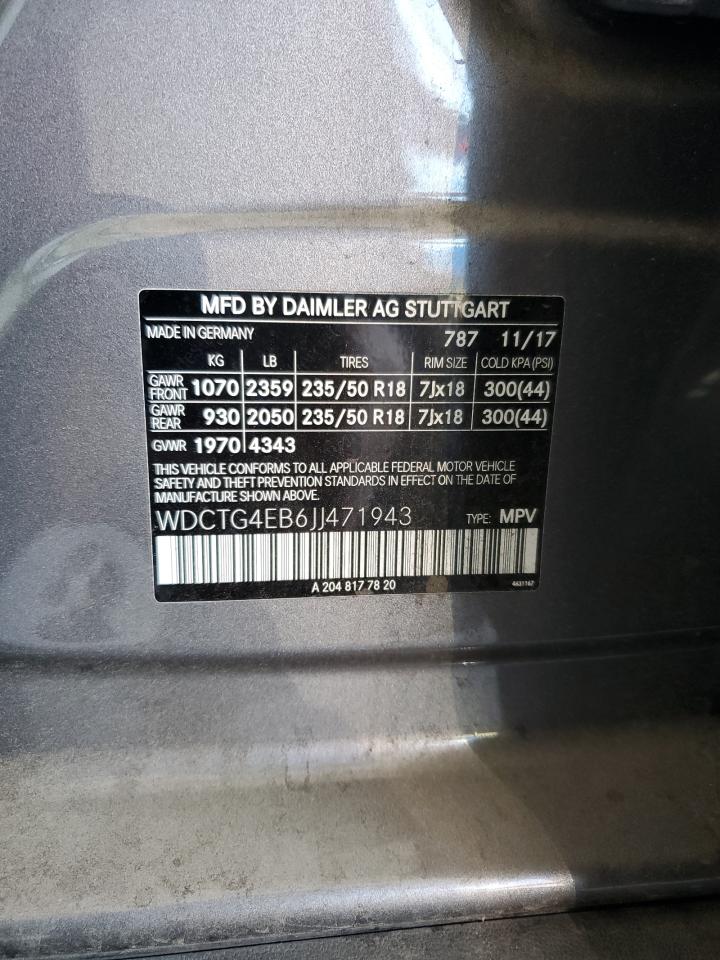 MFD BY DAIMLER AG STUTTGART
MADE IN GERMANY 787 11/17
KG LB TIRES RIM SIZE COLD KPA (PSI)
GAWR FRONT 1070 2359 235/50 R18 7Jx18 300(44)
GAWR REAR 930 2050 235/50 R18 7Jx18 300(44)
GVWR 1970 4343
THIS VEHICLE CONFORMS TO ALL APPLICABLE FEDERAL MOTOR VEHICLE
SAFETY AND THEFT PREVENTION STANDARDS IN EFFECT ON THE DATE OF
MANUFACTURE SHOWN ABOVE.
WDCTG4EB6JJ471943 TYPE: MPV
A 204 817 78 20 4631167